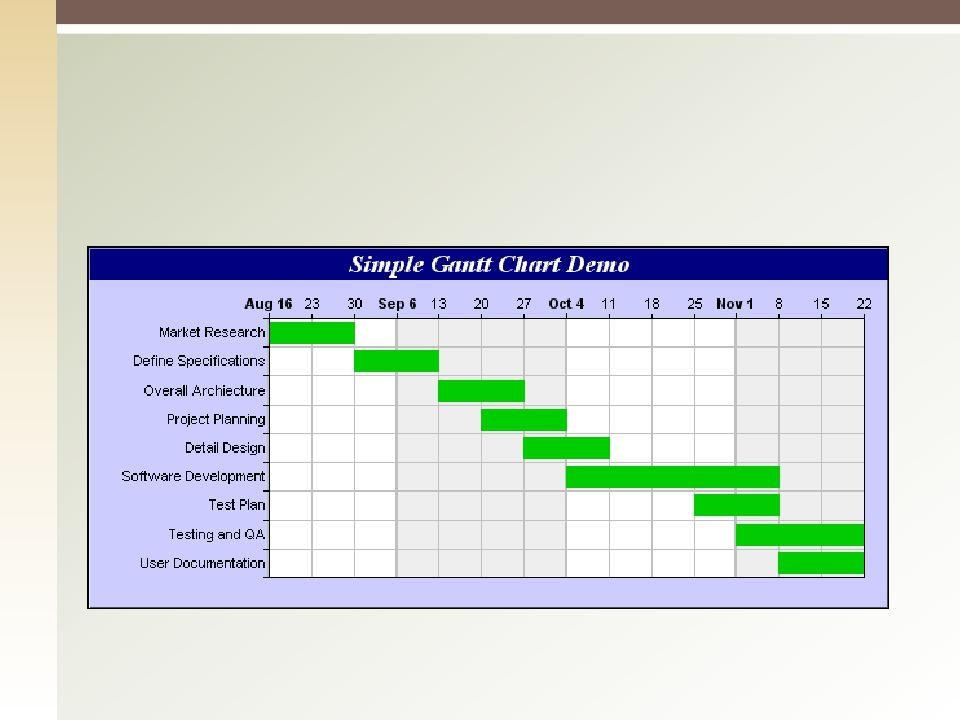 Simple Gantt Chart Demo
Aug 16 23 30 Sep 6 13 20 27 Oct 4 11 18 25 Nov 1 8 15 22
Market Research
Define Specifications
Overall Archiecture
Project Planning
Detail Design
Software Development
Test Plan
Testing and QA
User Documentation